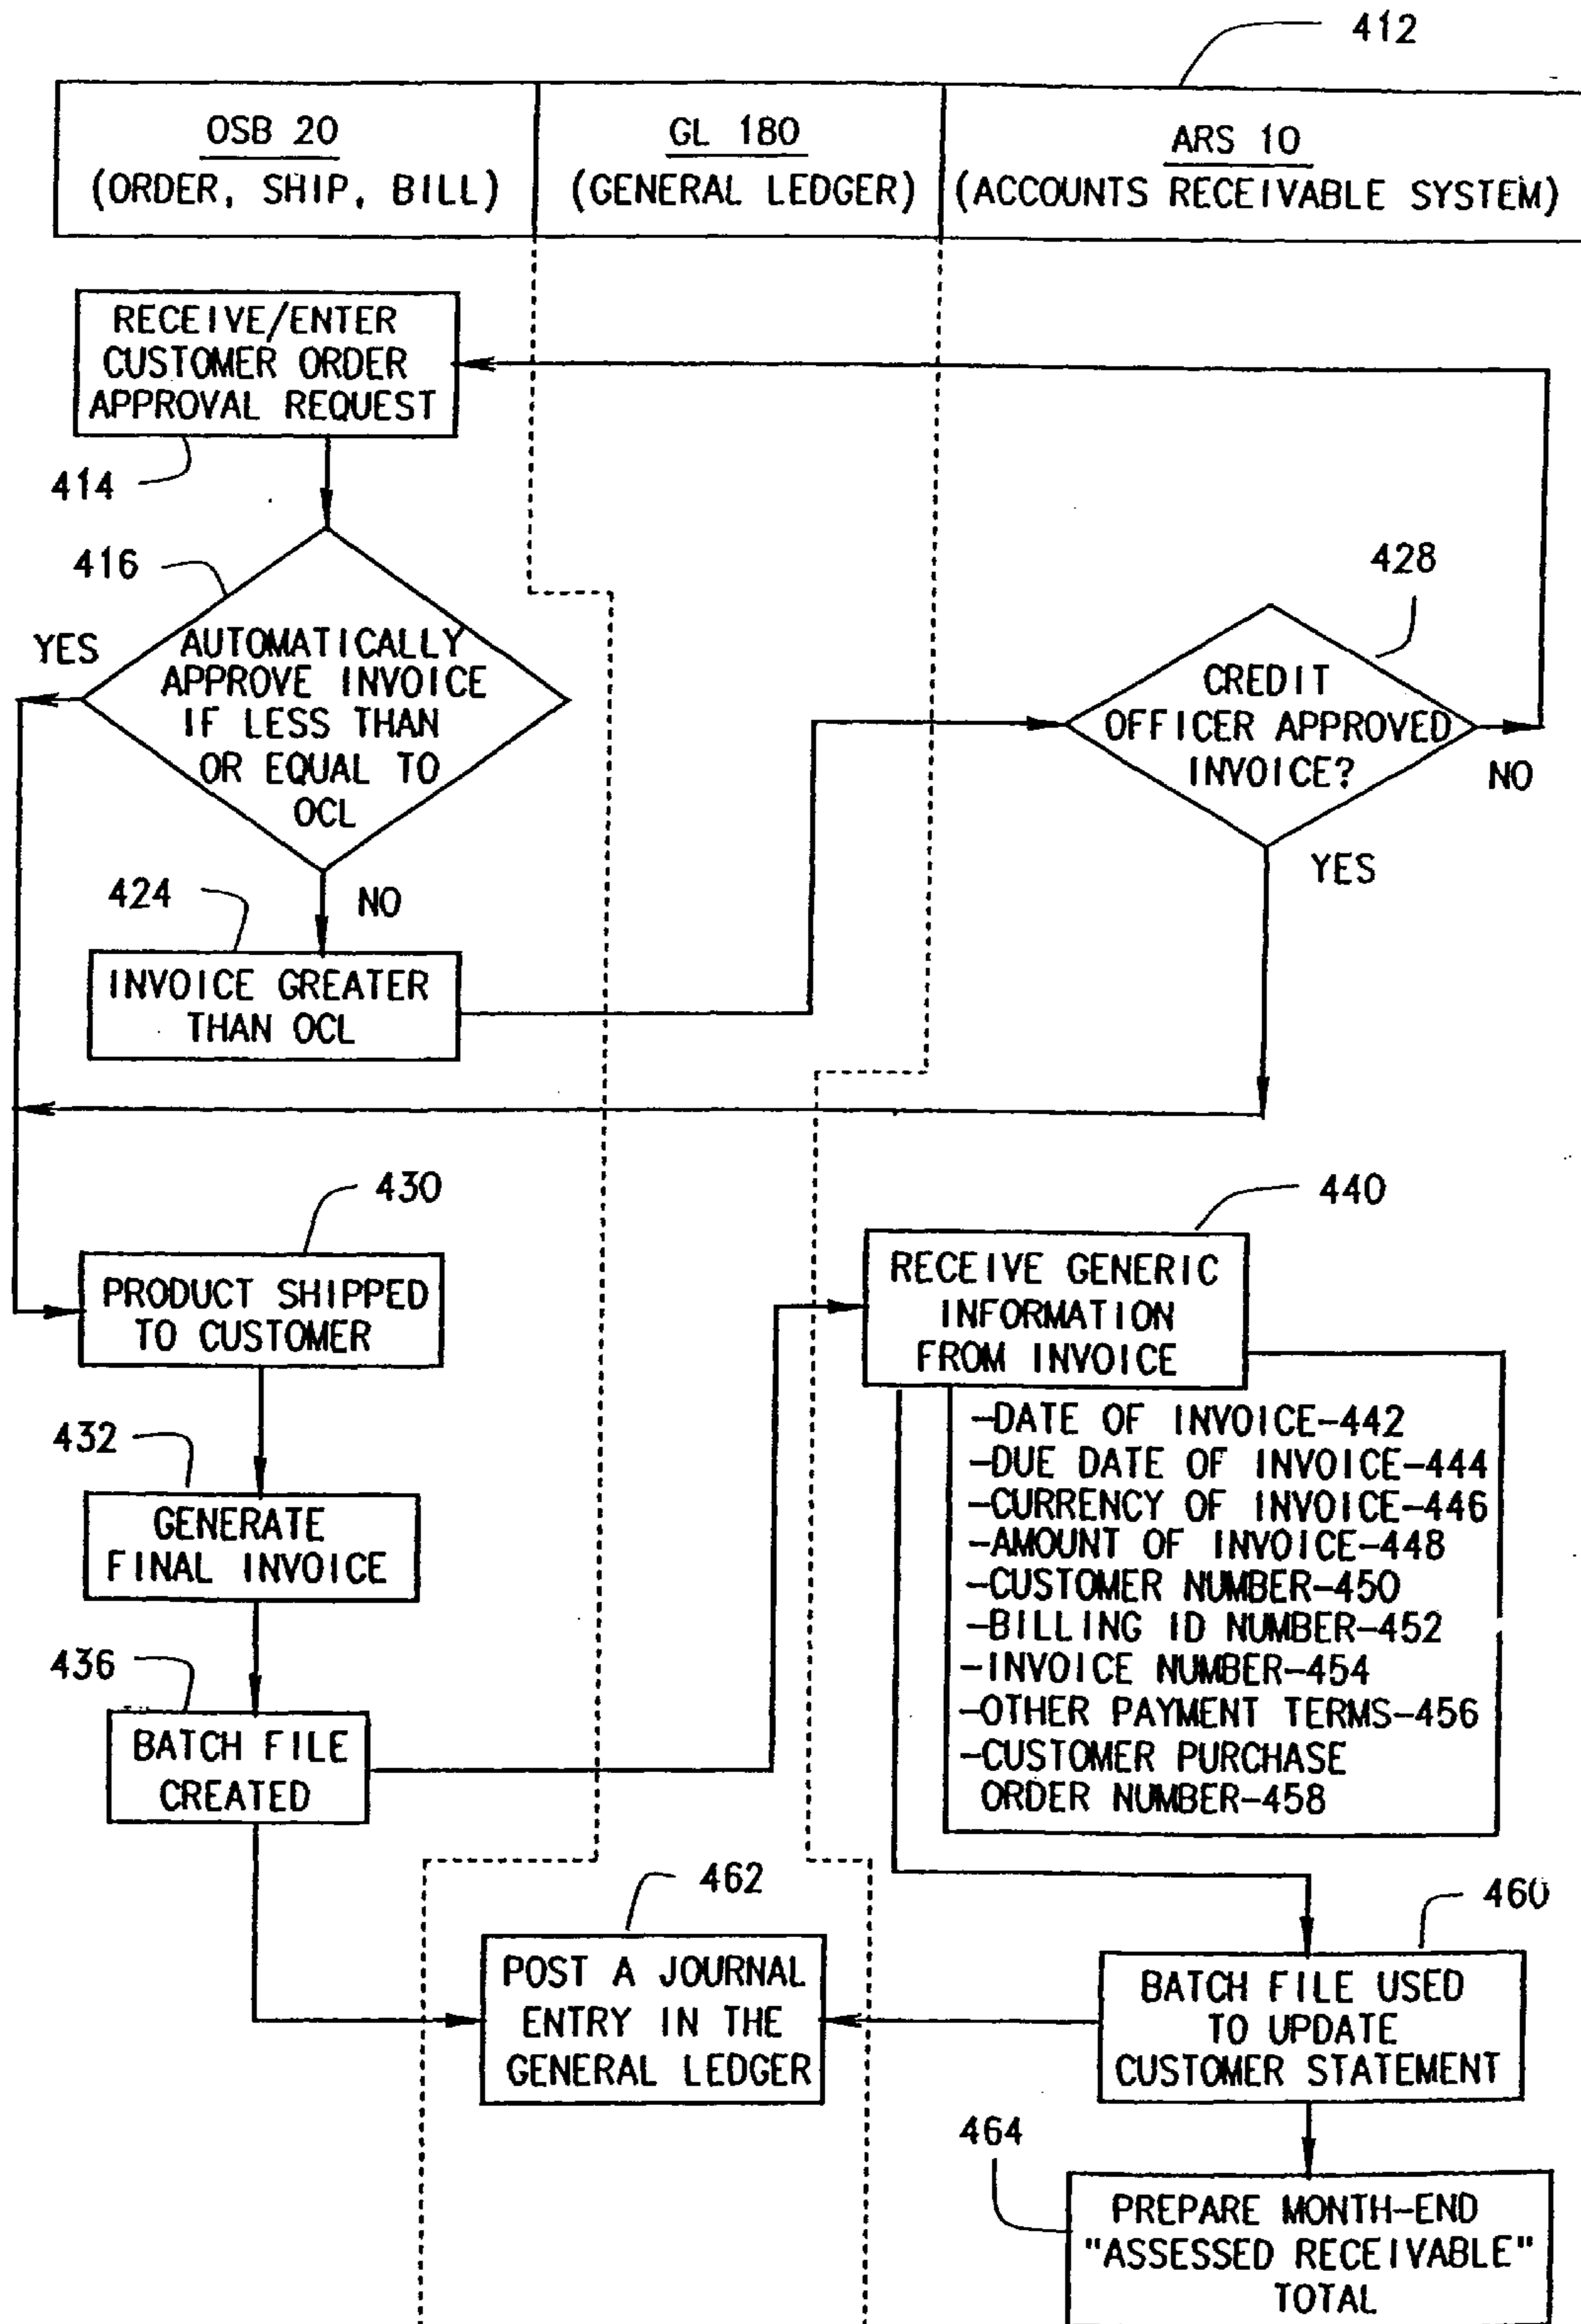 412
OSB 20
(ORDER, SHIP, BILL)
GL 180
(GENERAL LEDGER)
ARS 10
(ACCOUNTS RECEIVABLE SYSTEM)
RECEIVE/ENTER
CUSTOMER ORDER
APPROVAL REQUEST
414
416
YES
AUTOMATICALLY
APPROVE INVOICE
IF LESS THAN
OR EQUAL TO
OCL
NO
424
INVOICE GREATER
THAN OCL
428
CREDIT
OFFICER APPROVED
INVOICE?
NO
YES
430
PRODUCT SHIPPED
TO CUSTOMER
432
GENERATE
FINAL INVOICE
436
BATCH FILE
CREATED
440
RECEIVE GENERIC
INFORMATION
FROM INVOICE
-DATE OF INVOICE-442
-DUE DATE OF INVOICE-444
-CURRENCY OF INVOICE-446
-AMOUNT OF INVOICE-448
-CUSTOMER NUMBER-450
-BILLING ID NUMBER-452
-INVOICE NUMBER-454
-OTHER PAYMENT TERMS-456
-CUSTOMER PURCHASE
ORDER NUMBER-458
462
POST A JOURNAL
ENTRY IN THE
GENERAL LEDGER
460
BATCH FILE USED
TO UPDATE
CUSTOMER STATEMENT
464
PREPARE MONTH-END
"ASSESSED RECEIVABLE"
TOTAL